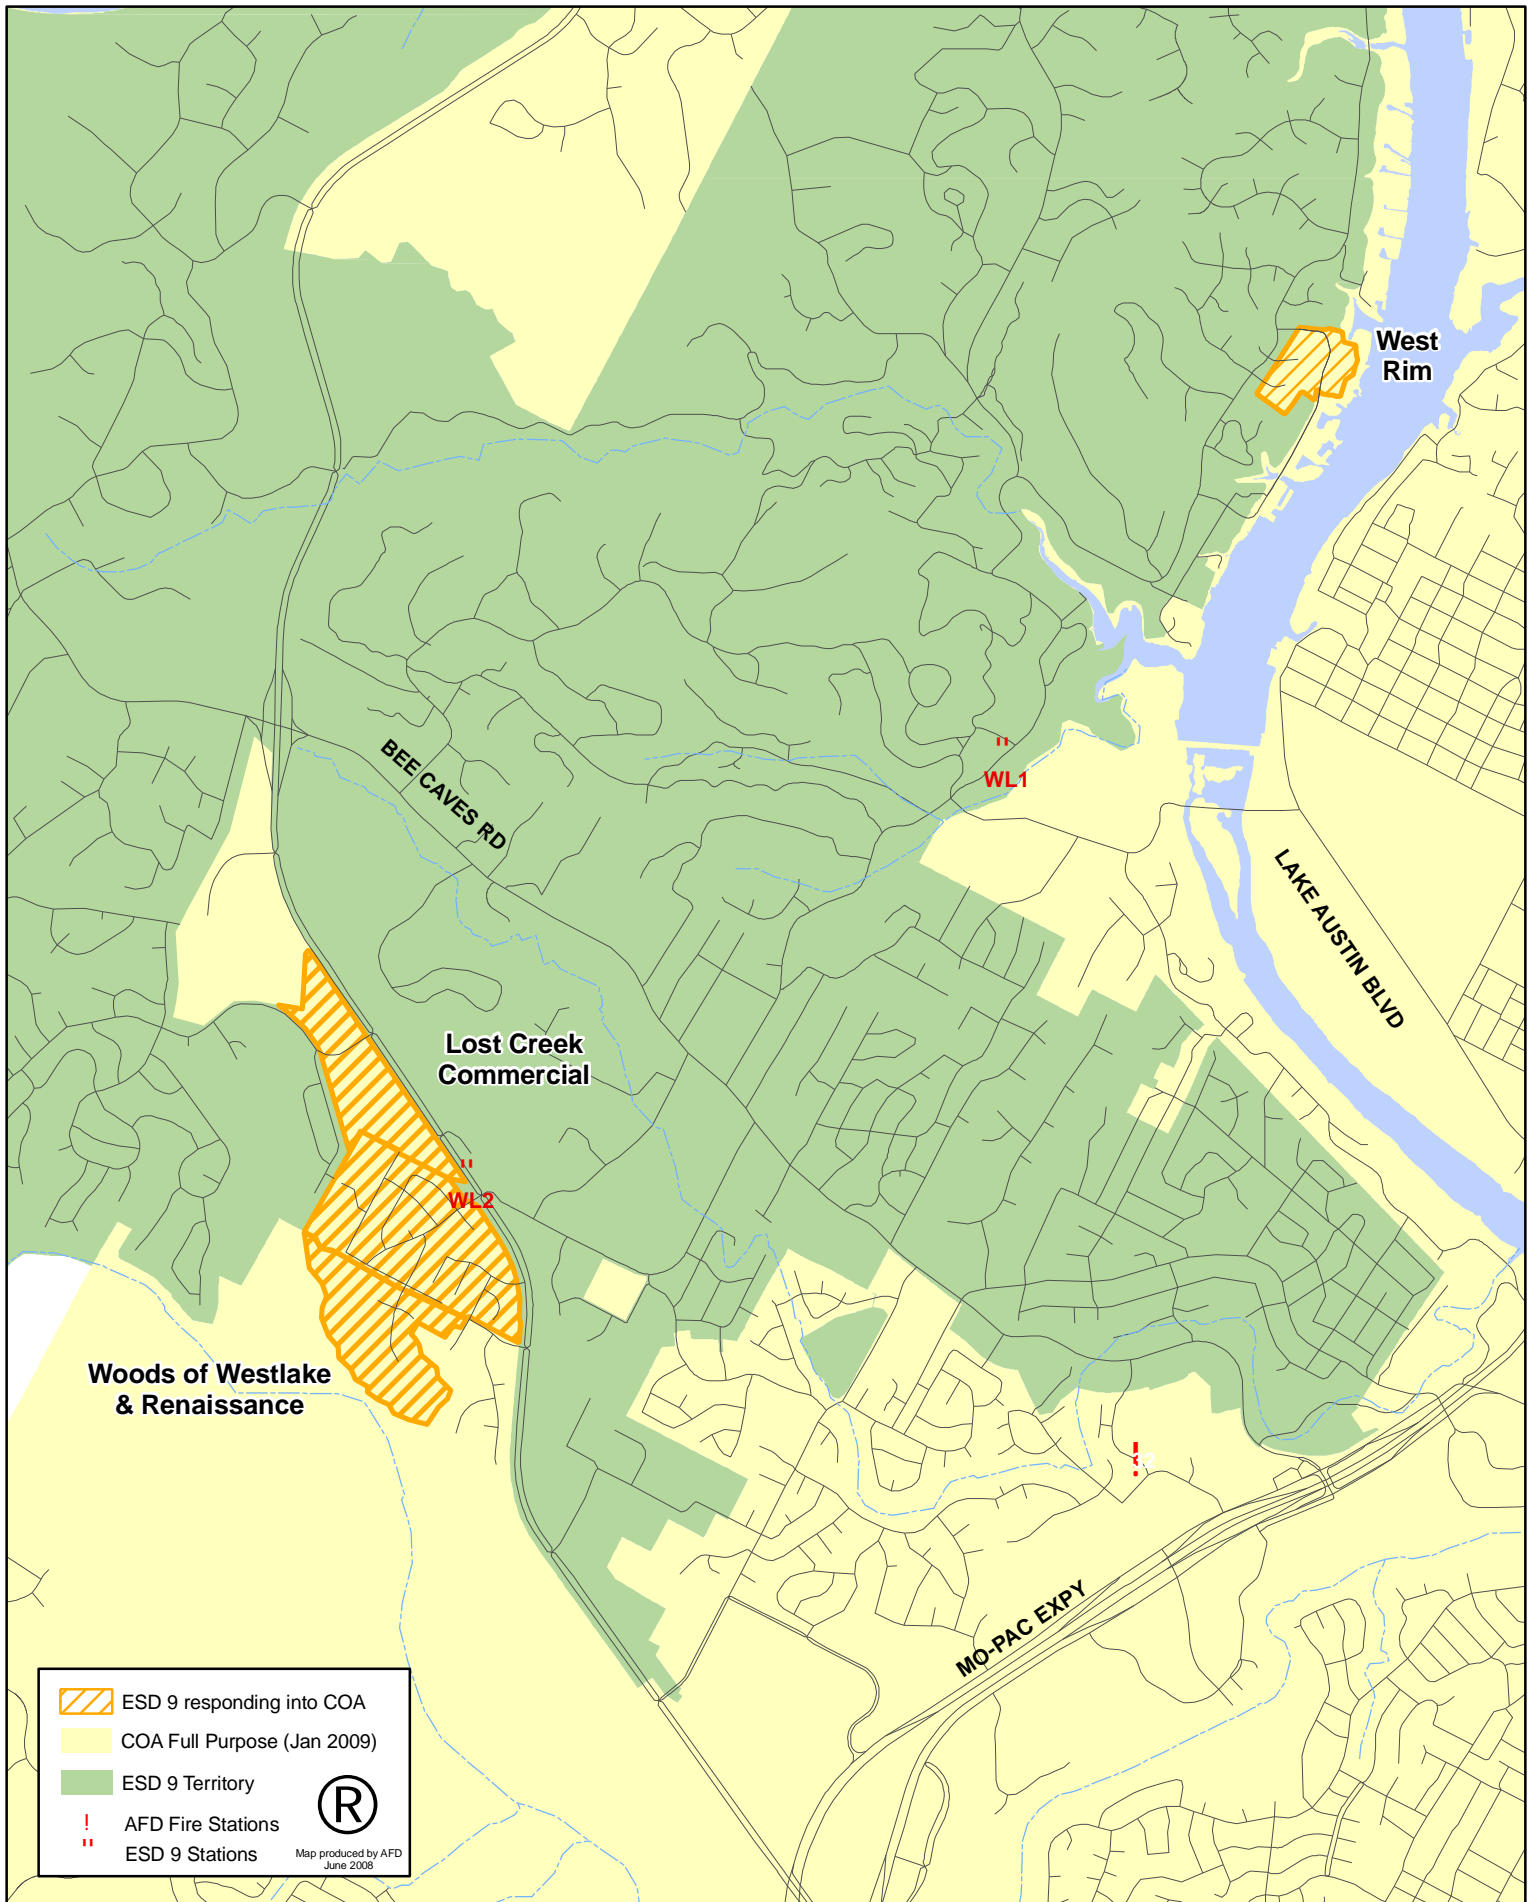 West
Rim
BEE CAVES RD
WL1
LAKE AUSTIN BLVD
Lost Creek
Commercial
WL2
Woods of Westlake
& Renaissance
MO-PAC EXPY
ESD 9 responding into COA
COA Full Purpose (Jan 2009)
ESD 9 Territory
! AFD Fire Stations
" ESD 9 Stations
®
Map produced by AFD
June 2008